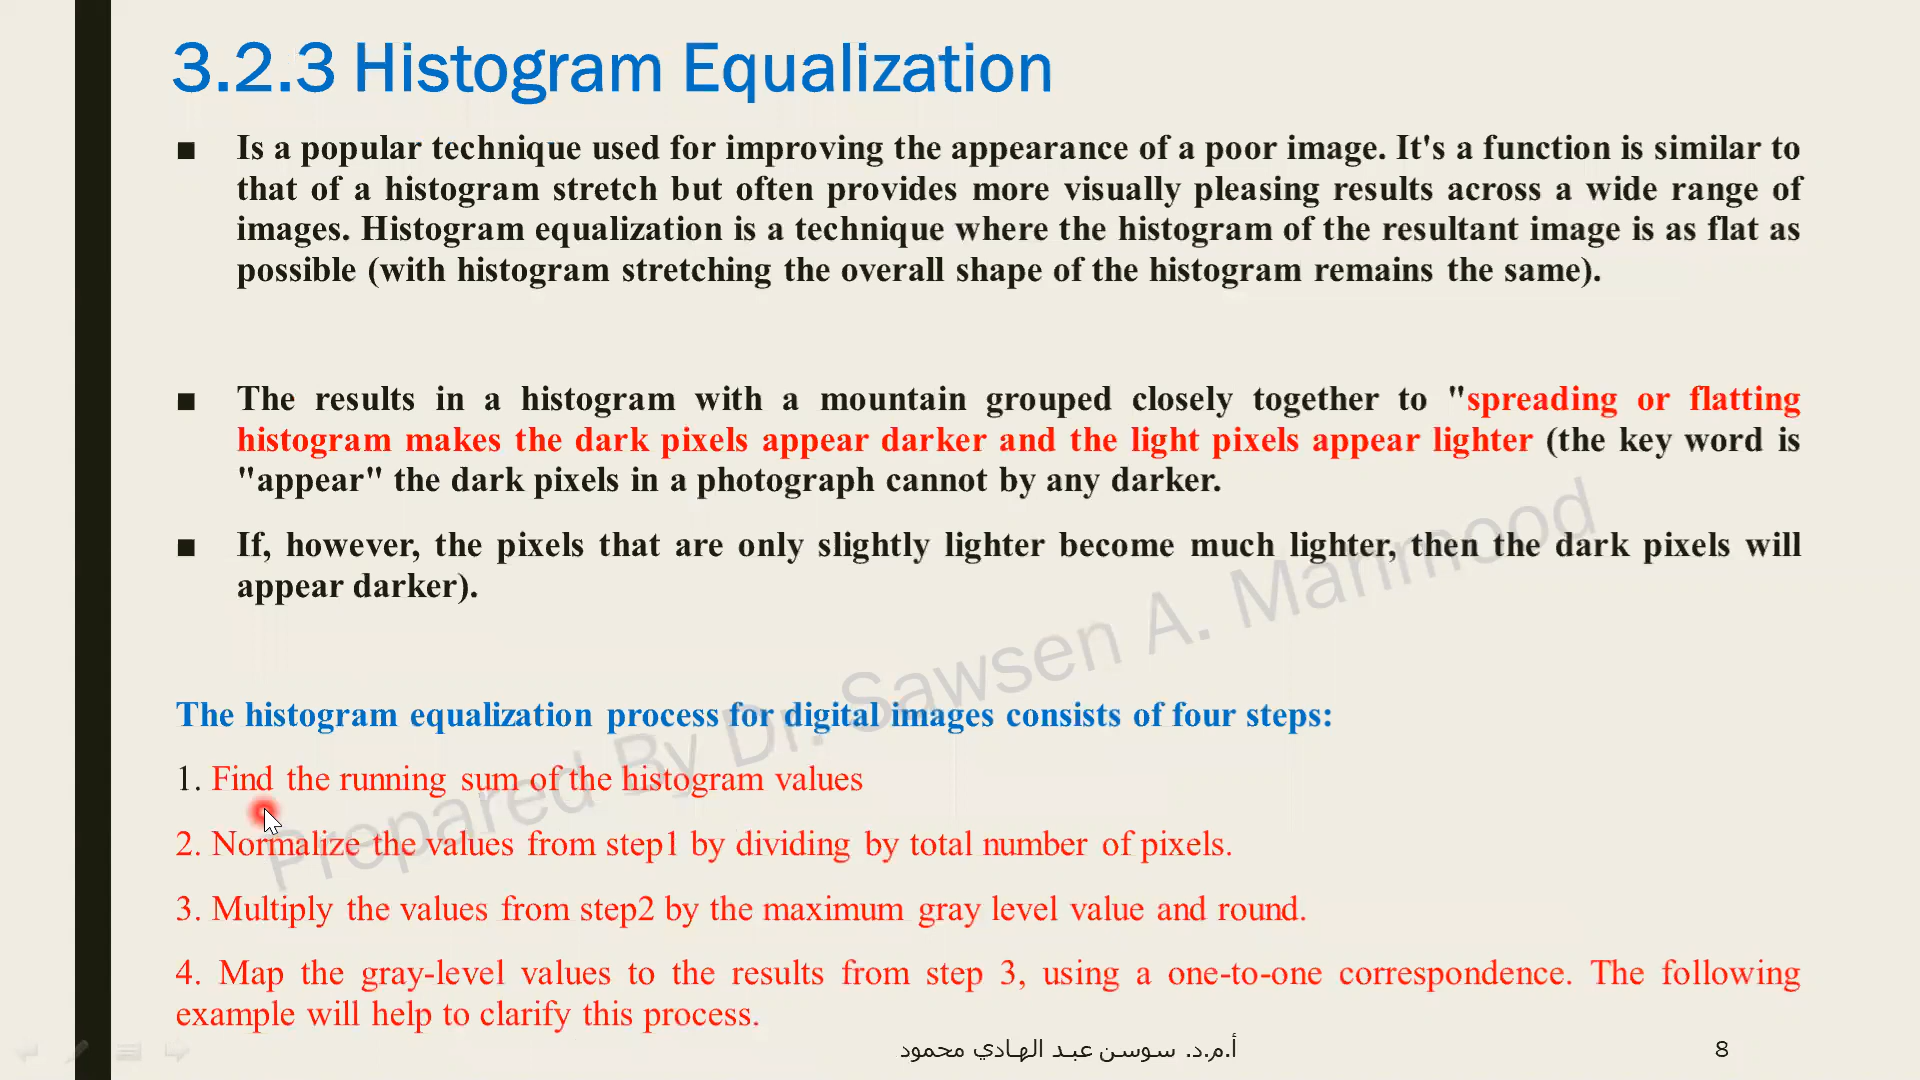 3.2.3 Histogram Equalization
■ Is a popular technique used for improving the appearance of a poor image. It's a function is similar to
that of a histogram stretch but often provides more visually pleasing results across a wide range of
images. Histogram equalization is a technique where the histogram of the resultant image is as flat as
possible (with histogram stretching the overall shape of the histogram remains the same).
■ The results in a histogram with a mountain grouped closely together to "spreading or flatting
histogram makes the dark pixels appear darker and the light pixels appear lighter (the key word is
"appear" the dark pixels in a photograph cannot by any darker.
■ If, however, the pixels that are only slightly lighter become much lighter, then the dark pixels will
appear darker).
Prepared By Dr. Sawsen A. Mahmood
The histogram equalization process for digital images consists of four steps:
1. Find the running sum of the histogram values
2. Normalize the values from step1 by dividing by total number of pixels.
3. Multiply the values from step2 by the maximum gray level value and round.
4. Map the gray-level values to the results from step 3, using a one-to-one correspondence. The following
example will help to clarify this process.
أ.م.د. سوسن عبد الهادي محمود
8